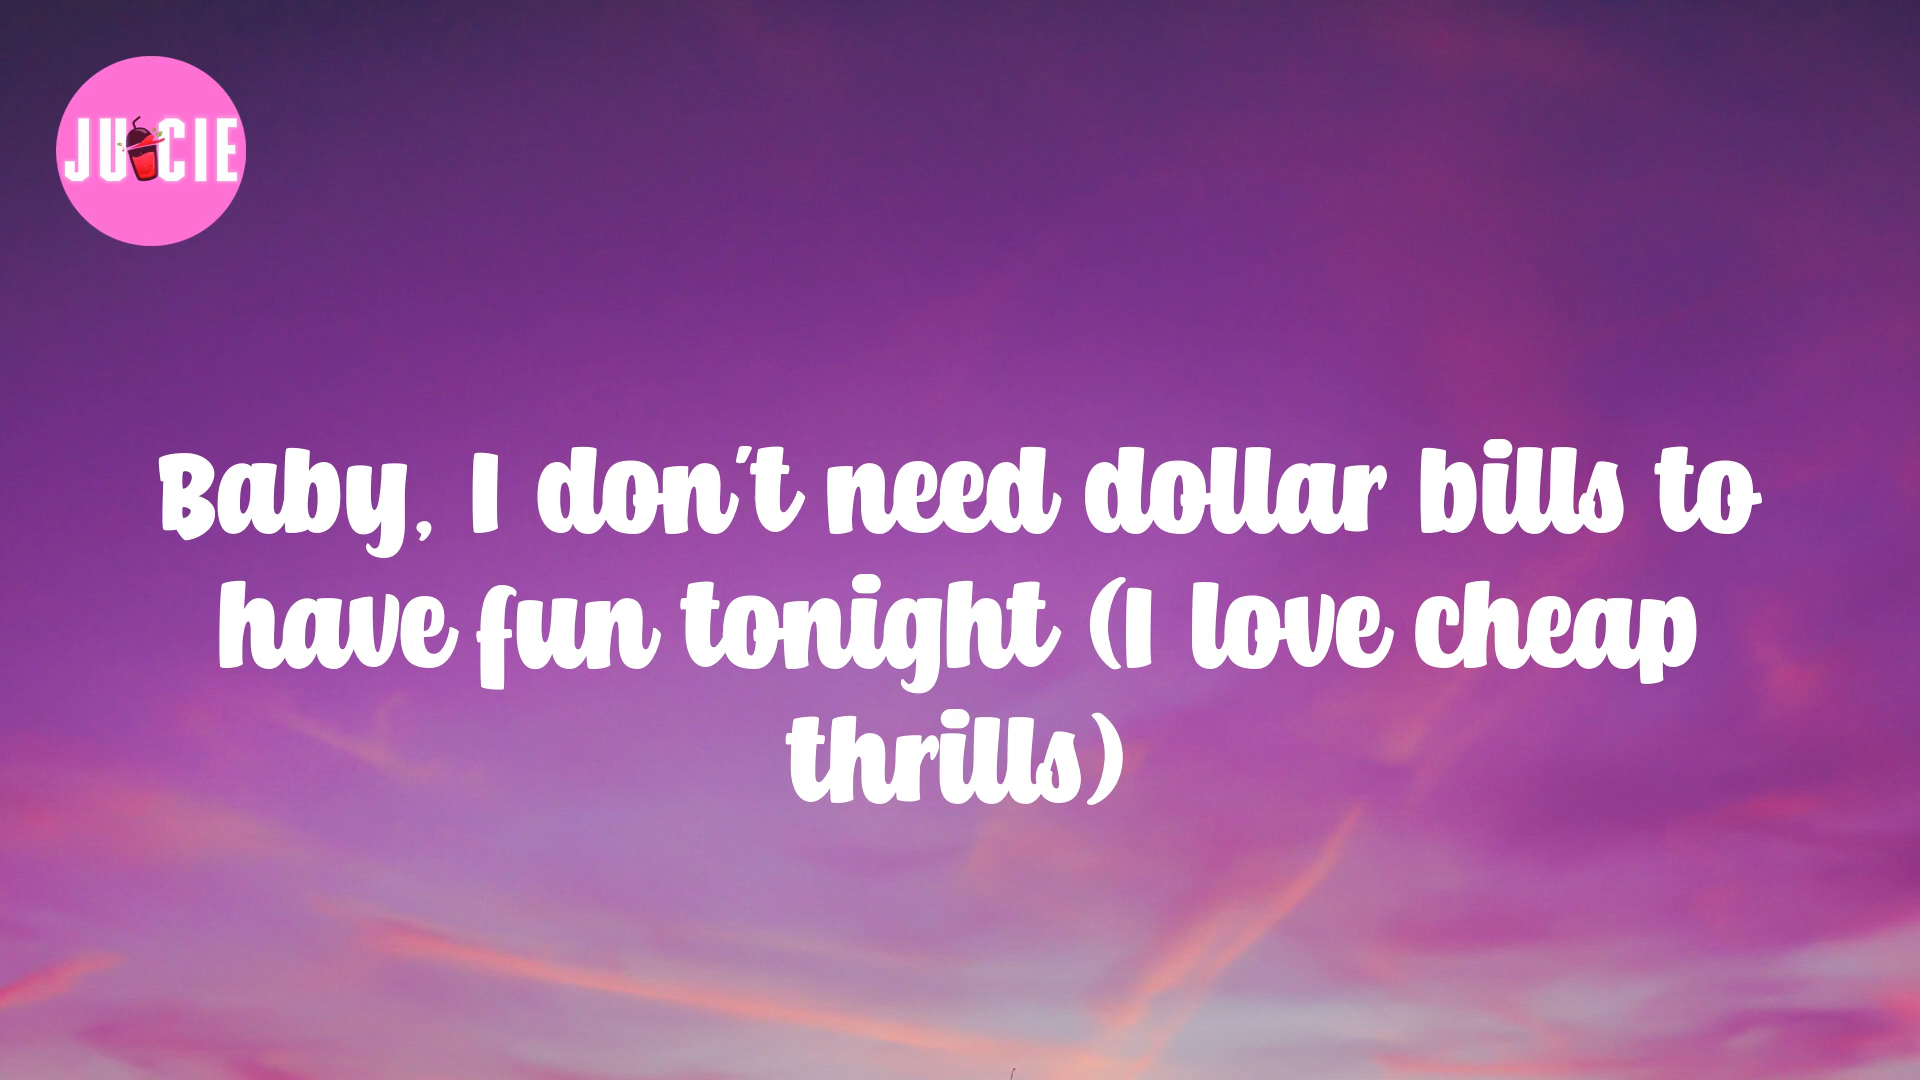 JUICIE
Baby, I don't need dollar bills to
have fun tonight (I love cheap
thrills)